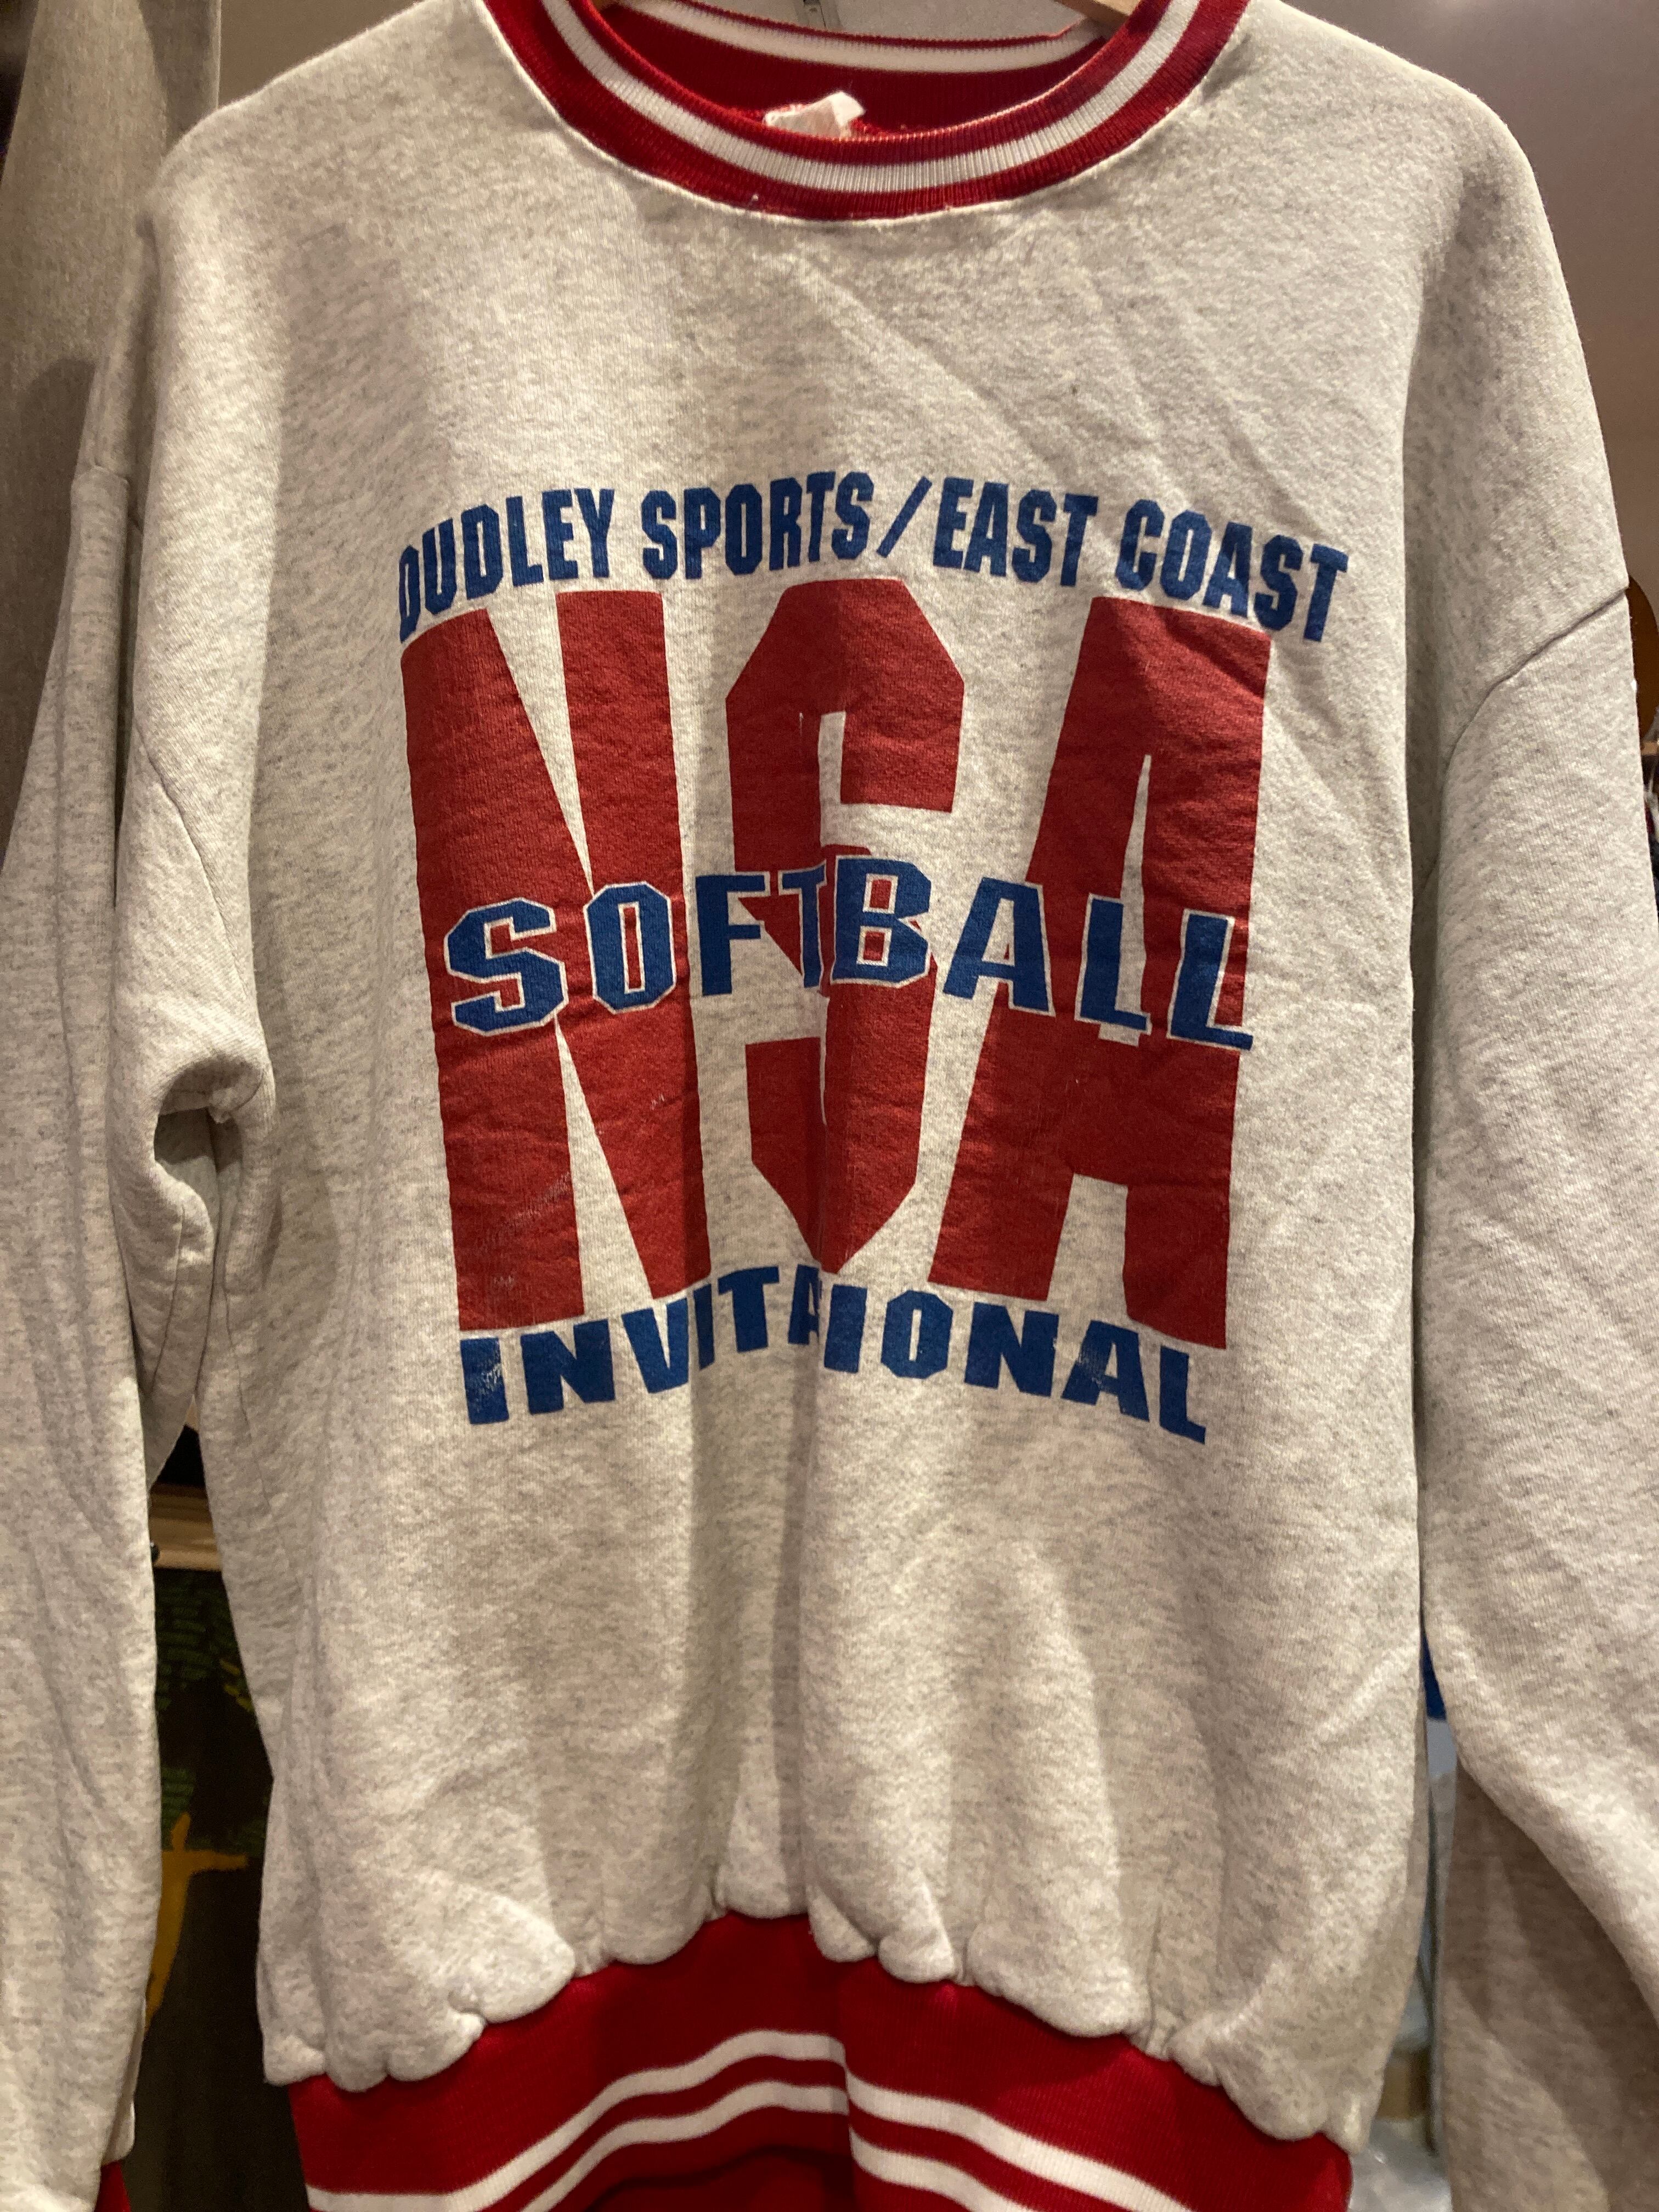 DUDLEY SPORTS/EAST COAST
NSA
SOFTBALL
INVITATIONAL